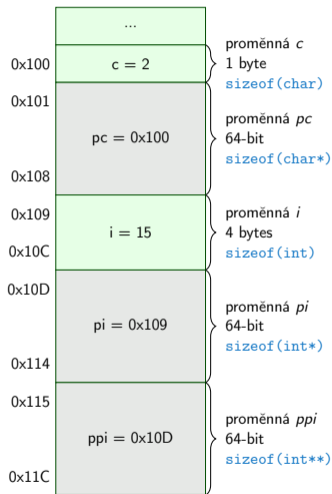 ...
0x100
c = 2
proměnná c
1 byte
sizeof(char)
0x101
pc = 0x100
0x108
proměnná pc
64-bit
sizeof(char*)
0x109
i = 15
0x10C
proměnná i
4 bytes
sizeof(int)
0x10D
pi = 0x109
0x114
proměnná pi
64-bit
sizeof(int*)
0x115
ppi = 0x10D
0x11C
proměnná ppi
64-bit
sizeof(int**)